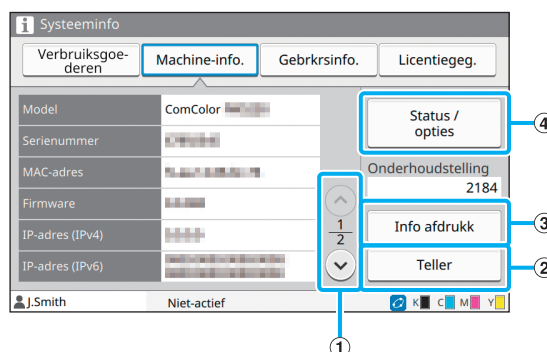 i Systeeminfo
Verbruiksgoe-
deren
Machine-info.
Gebrkrsinfo.
Licentiegeg.
Model
ComColor
Serienummer
MAC-adres
Firmware
IP-adres (IPv4)
IP-adres (IPv6)
1
2
Status /
opties
④
Onderhoudstelling
2184
Info afdrukk
③
Teller
②
J.Smith
Niet-actief
K C M Y
①